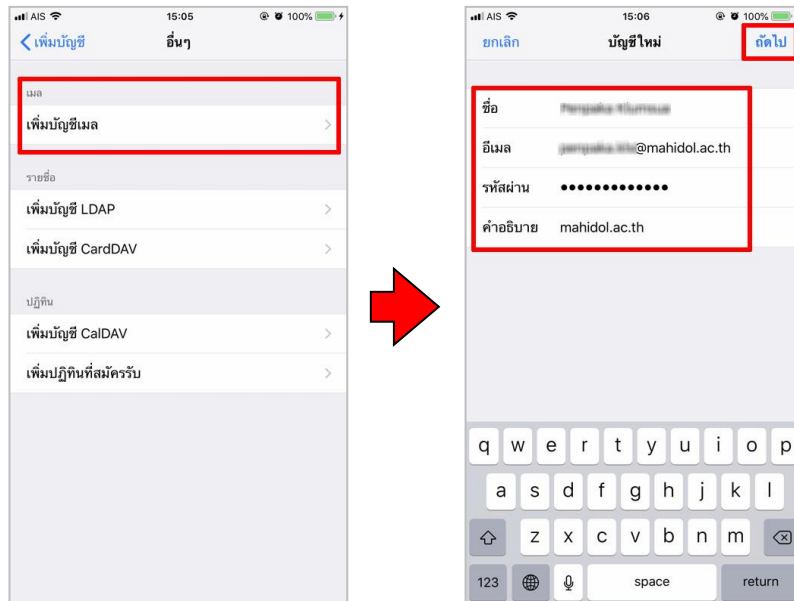 AIS 15:05 100%
เพิ่มบัญชี อื่นๆ
เมล
เพิ่มบัญชีเมล
รายชื่อ
เพิ่มบัญชี LDAP
เพิ่มบัญชี CardDAV
ปฏิทิน
เพิ่มบัญชี CalDAV
เพิ่มปฏิทินที่สมัครรับ
AIS 15:06 100%
ยกเลิก บัญชีใหม่ ถัดไป
ชื่อ
อีเมล @mahidol.ac.th
รหัสผ่าน ●●●●●●●●●●●●●
คำอธิบาย mahidol.ac.th
q w e r t y u i o p
a s d f g h j k l
z x c v b n m
123 space return